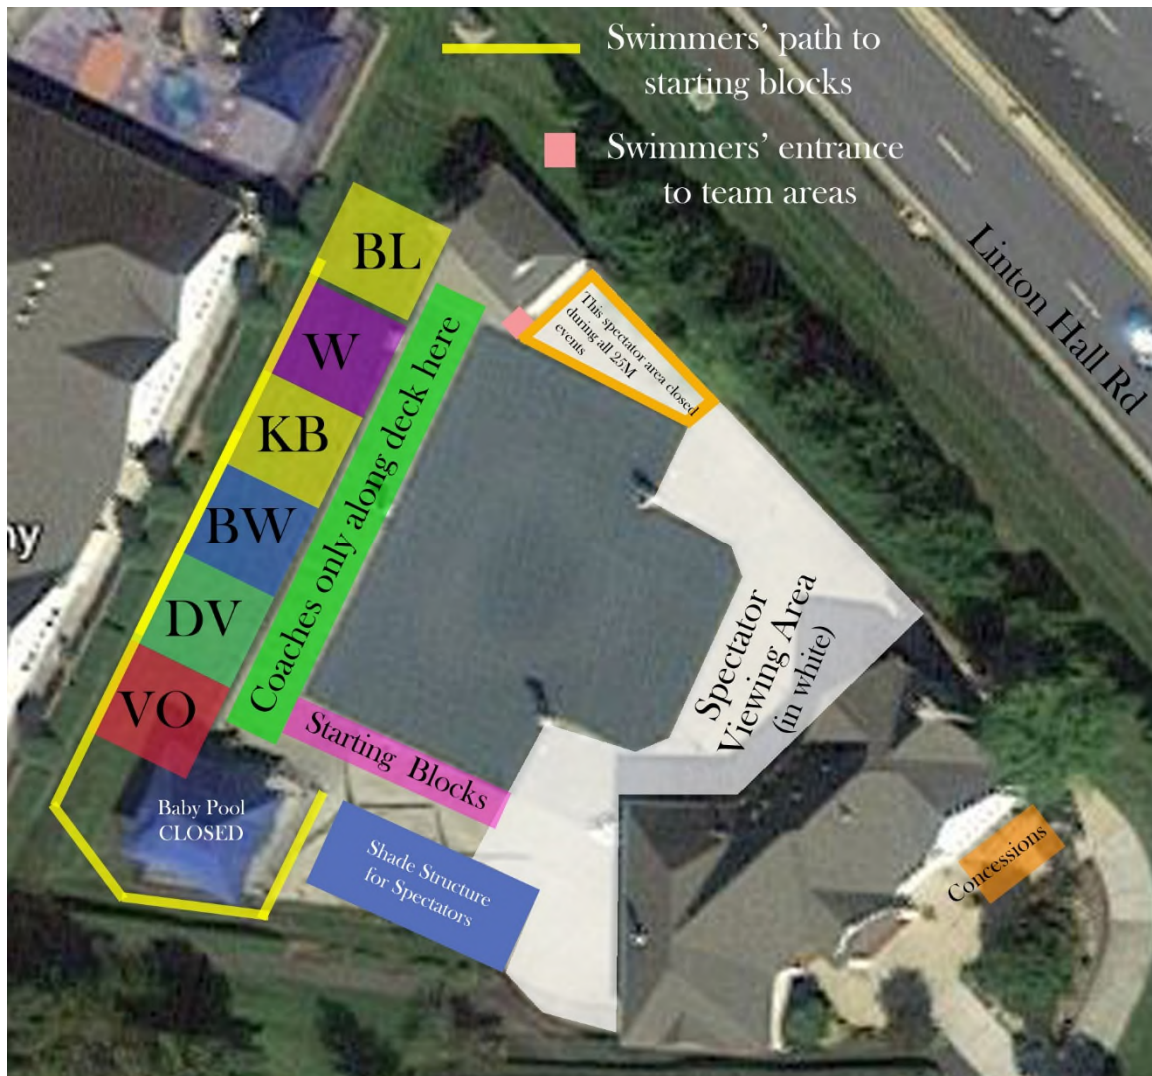 Swimmers' path to
starting blocks
Swimmers' entrance
to team areas
Linton Hall Rd
BL
W
KB
BW
DV
VO
Coaches only along deck here
This spectator area closed
during all 25M
events
Spectator
Viewing Area
(in white)
Starting Blocks
Baby Pool
CLOSED
Shade Structure
for Spectators
Concessions
ny